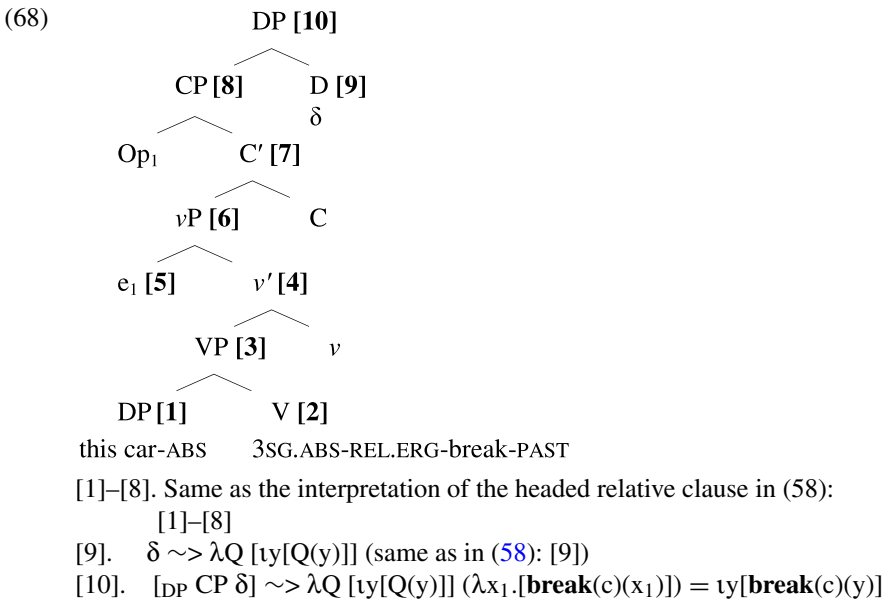 (68)
DP [10]
CP [8] D [9]
δ
Op₁ C′ [7]
vP [6] C
e₁ [5] v′ [4]
VP [3] v
DP [1] V [2]
this car-ABS 3SG.ABS-REL.ERG-break-PAST
[1]–[8]. Same as the interpretation of the headed relative clause in (58):
[1]–[8]
[9]. δ ~> λQ [ιy[Q(y)]] (same as in (58): [9])
[10]. [DP CP δ] ~> λQ [ιy[Q(y)]] (λx₁.[break(c)(x₁)]) = ιy[break(c)(y)]